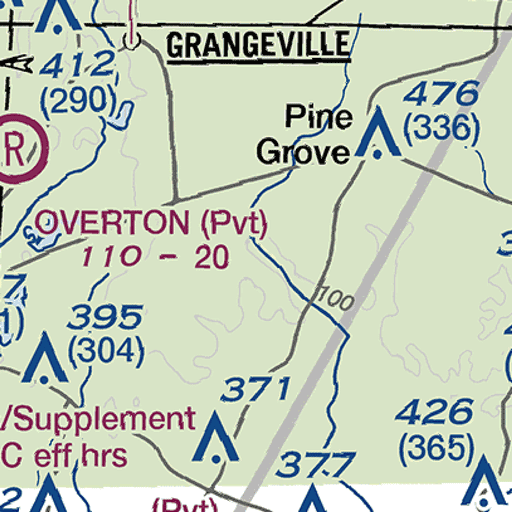 GRANGEVILLE
412
(290)
476
(336)
Pine
Grove
R
OVERTON (Pvt)
110 - 20
100
395
(304)
371
/Supplement
C eff hrs
426
(365)
377
(Pvt)